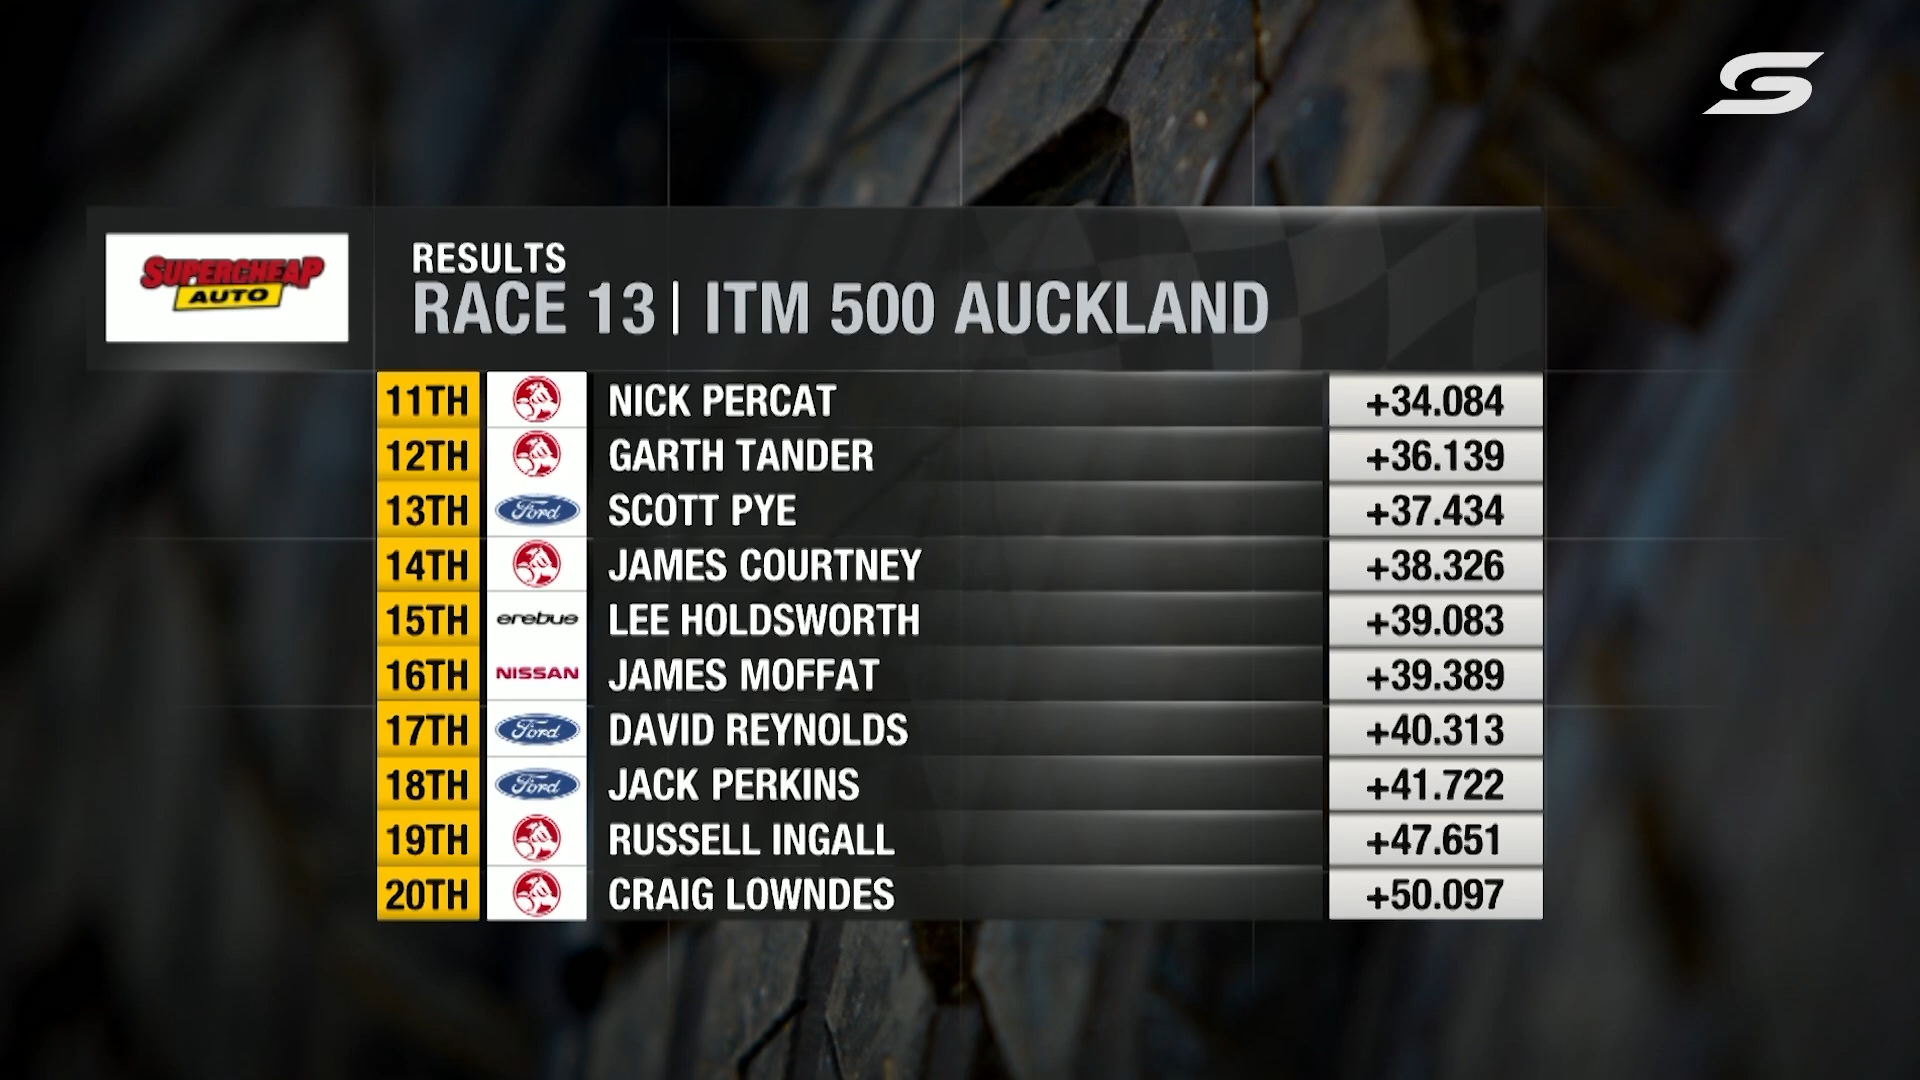 SUPERCHEAP
AUTO
RESULTS
RACE 13 | ITM 500 AUCKLAND
11TH NICK PERCAT +34.084
12TH GARTH TANDER +36.139
13TH Ford SCOTT PYE +37.434
14TH JAMES COURTNEY +38.326
15TH erebus LEE HOLDSWORTH +39.083
16TH NISSAN JAMES MOFFAT +39.389
17TH Ford DAVID REYNOLDS +40.313
18TH Ford JACK PERKINS +41.722
19TH RUSSELL INGALL +47.651
20TH CRAIG LOWNDES +50.097